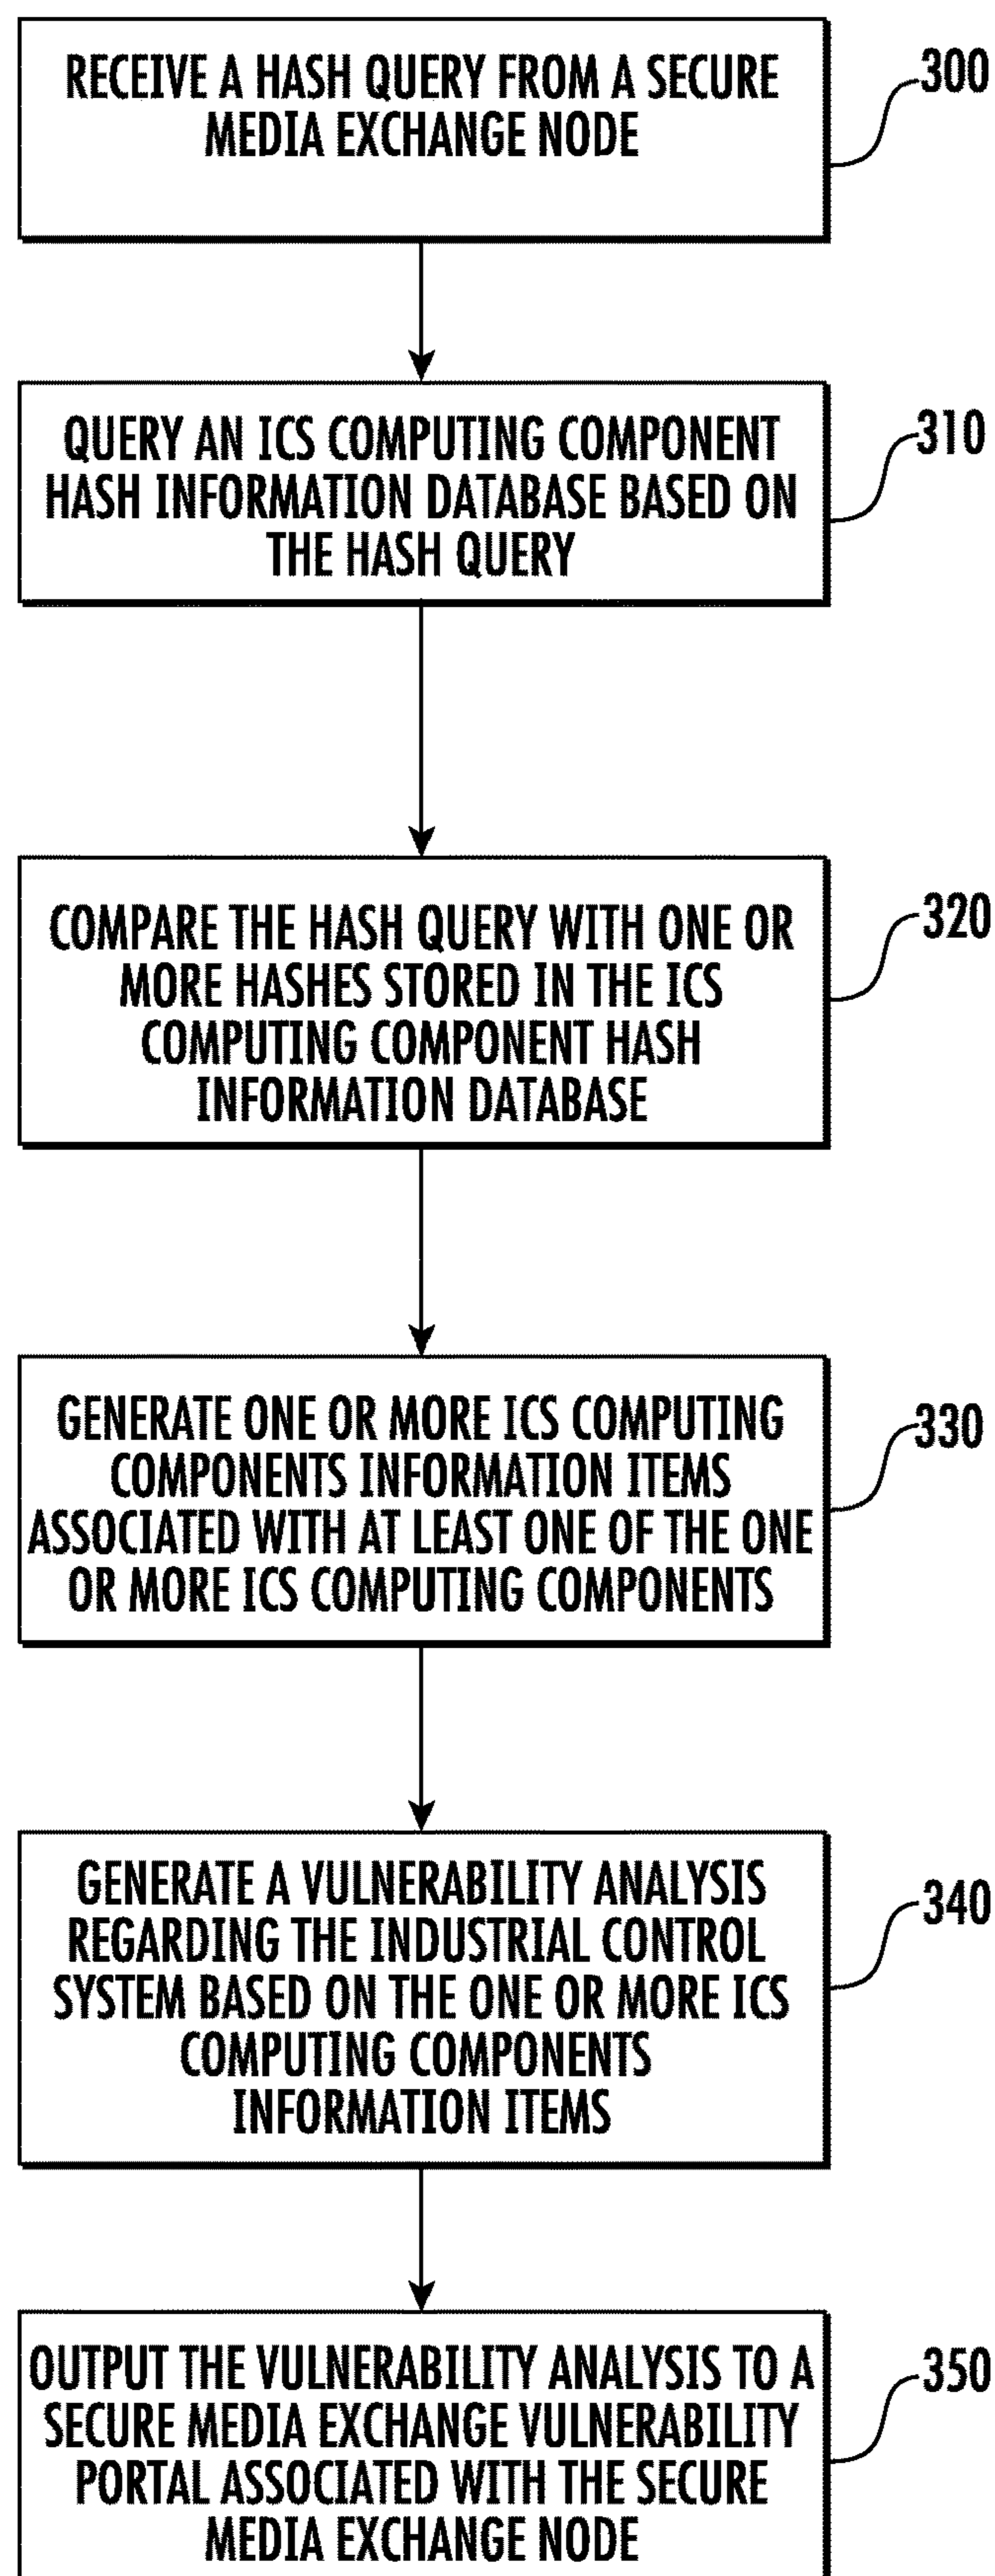 RECEIVE A HASH QUERY FROM A SECURE
MEDIA EXCHANGE NODE
300
QUERY AN ICS COMPUTING COMPONENT
HASH INFORMATION DATABASE BASED ON
THE HASH QUERY
310
COMPARE THE HASH QUERY WITH ONE OR
MORE HASHES STORED IN THE ICS
COMPUTING COMPONENT HASH
INFORMATION DATABASE
320
GENERATE ONE OR MORE ICS COMPUTING
COMPONENTS INFORMATION ITEMS
ASSOCIATED WITH AT LEAST ONE OF THE ONE
OR MORE ICS COMPUTING COMPONENTS
330
GENERATE A VULNERABILITY ANALYSIS
REGARDING THE INDUSTRIAL CONTROL
SYSTEM BASED ON THE ONE OR MORE ICS
COMPUTING COMPONENTS
INFORMATION ITEMS
340
OUTPUT THE VULNERABILITY ANALYSIS TO A
SECURE MEDIA EXCHANGE VULNERABILITY
PORTAL ASSOCIATED WITH THE SECURE
MEDIA EXCHANGE NODE
350